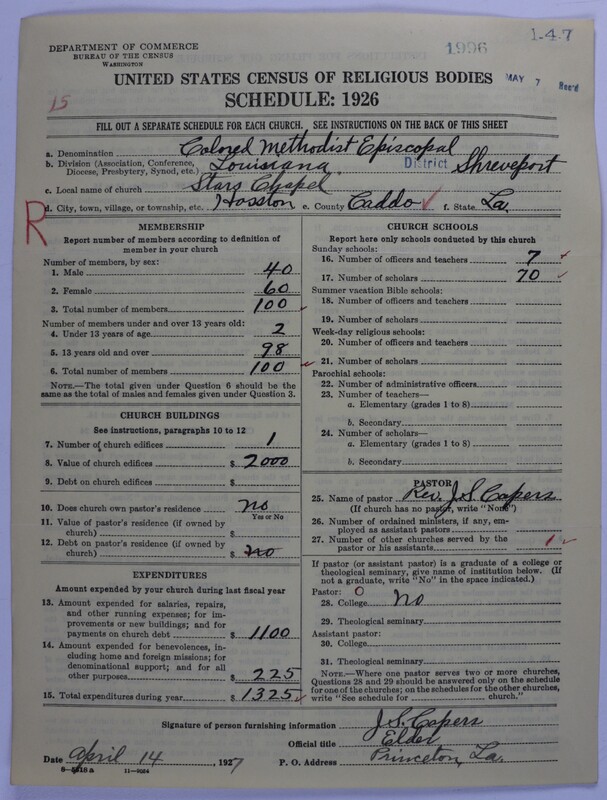 DEPARTMENT OF COMMERCE
BUREAU OF THE CENSUS
WASHINGTON
1996
1-4-7
UNITED STATES CENSUS OF RELIGIOUS BODIES
MAY 7 Rec'd
15
SCHEDULE: 1926
FILL OUT A SEPARATE SCHEDULE FOR EACH CHURCH. SEE INSTRUCTIONS ON THE BACK OF THIS SHEET
a. Denomination Colored Methodist Episcopal
b. Division (Association, Conference, Diocese, Presbytery, Synod, etc.) Louisiana District Shreveport
c. Local name of church Stars Chapel
d. City, town, village, or township, etc. Hosston e. County Caddo f. State La.
R
MEMBERSHIP
Report number of members according to definition of
member in your church
Number of members, by sex:
1. Male 40
2. Female 60
3. Total number of members 100
Number of members under and over 13 years old:
4. Under 13 years of age 2
5. 13 years old and over 98
6. Total number of members 100
NOTE.—The total given under Question 6 should be
same as the total of males and females given under Question 3.
CHURCH BUILDINGS
See instructions, paragraphs 10 to 12
7. Number of church edifices 1
8. Value of church edifices $ 2000
9. Debt on church edifices $
10. Does church own pastor's residence No
Yes or No
11. Value of pastor's residence (if owned by
church) $
12. Debt on pastor's residence (if owned by
church) $ No
EXPENDITURES
Amount expended by your church during last fiscal year
13. Amount expended for salaries, repairs,
and other running expenses; for im-
provements or new buildings; and for
payments on church debt $ 1100
14. Amount expended for benevolences, in-
cluding home and foreign missions; for
denominational support; and for all
other purposes $ 225
15. Total expenditures during year $ 1325
CHURCH SCHOOLS
Report here only schools conducted by this church
Sunday schools:
16. Number of officers and teachers 7
17. Number of scholars 70
Summer vacation Bible schools:
18. Number of officers and teachers
19. Number of scholars
Week-day religious schools:
20. Number of officers and teachers
21. Number of scholars
Parochial schools:
22. Number of administrative officers
23. Number of teachers—
a. Elementary (grades 1 to 8)
b. Secondary
24. Number of scholars—
a. Elementary (grades 1 to 8)
b. Secondary
PASTOR
25. Name of pastor Rev. J. S. Capers
(If church has no pastor, write "None")
26. Number of ordained ministers, if any, em-
ployed as assistant pastors
27. Number of other churches served by the
pastor or his assistants 1
If pastor (or assistant pastor) is a graduate of a college or
theological seminary, give name of institution below. (If
not a graduate, write "No" in the space indicated.)
Pastor: O
28. College No
29. Theological seminary
Assistant pastor:
30. College
31. Theological seminary
NOTE.—Where one pastor serves two or more churches,
Questions 28 and 29 should be answered only on the schedule
for one of the churches; on the schedules for the other churches,
write "See schedule for church."
Signature of person furnishing information J. S. Capers
Official title Elder
Date April 14 1927 P. O. Address Princeton, La.
11—9024